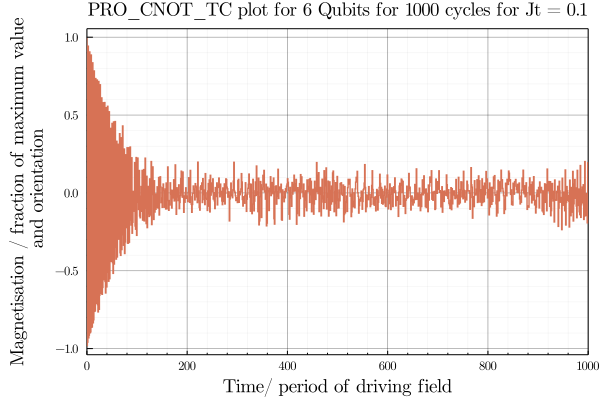 PRO_CNOT_TC plot for 6 Qubits for 1000 cycles for Jt = 0.1
Magnetisation / fraction of maximum value
and orientation
1.0
0.5
0.0
−0.5
−1.0
0 200 400 600 800 1000
Time/ period of driving field